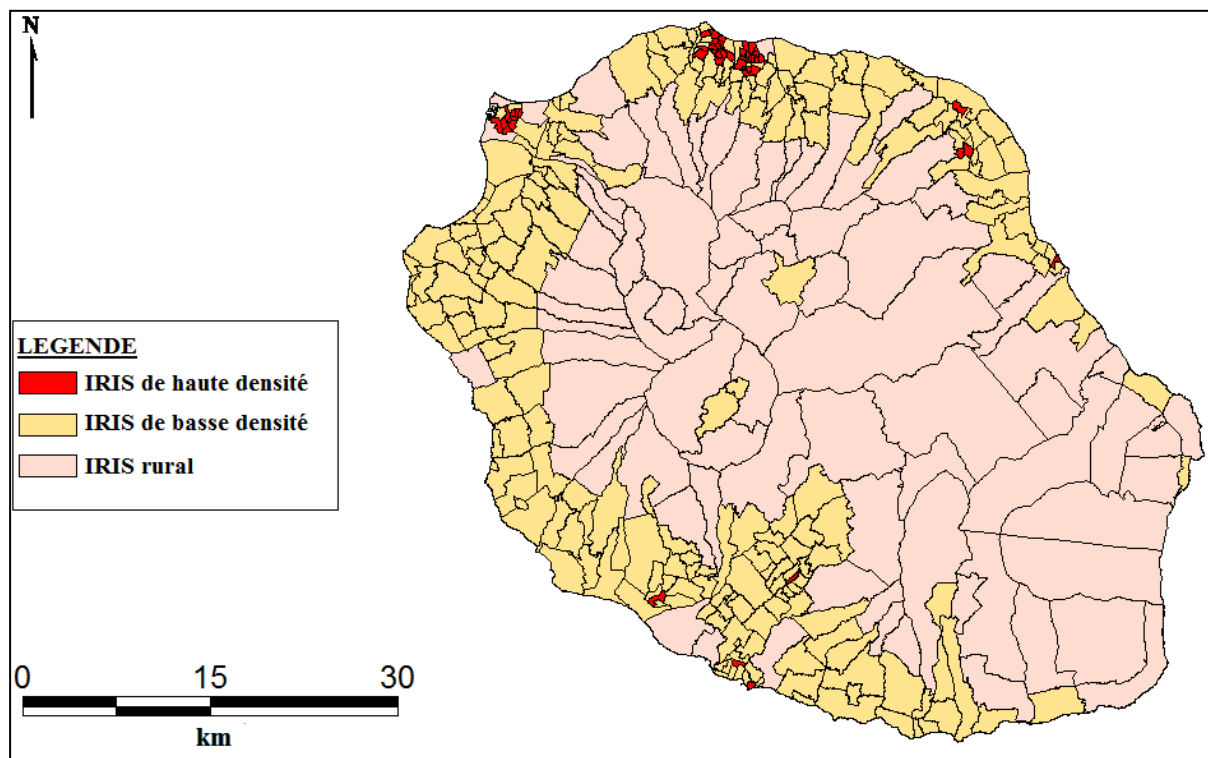 N
LEGENDE
IRIS de haute densité
IRIS de basse densité
IRIS rural
0 15 30
km